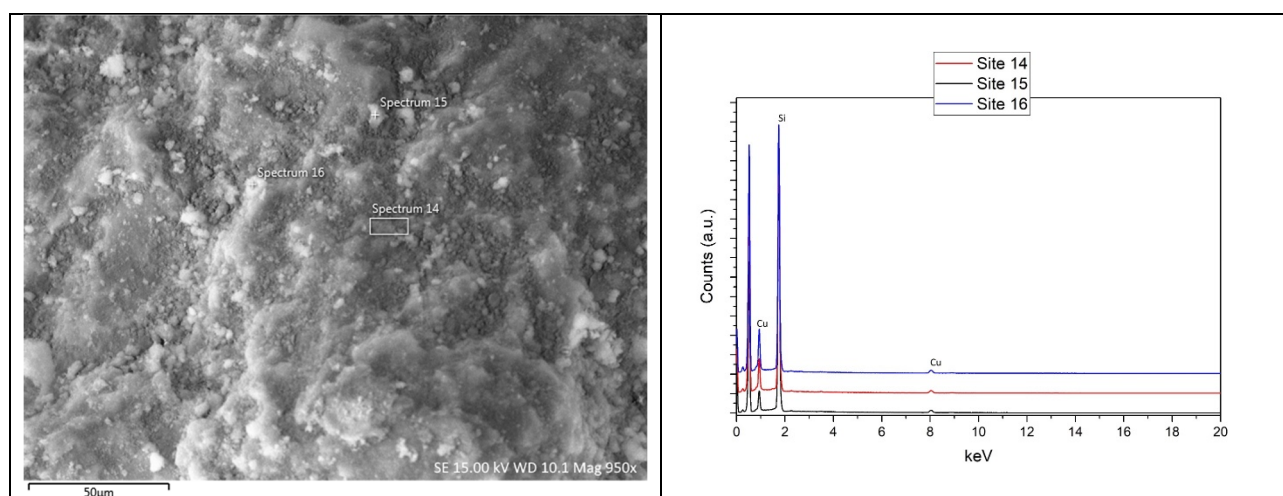 Spectrum 15
Spectrum 16
Spectrum 14
SE 15.00 kV WD 10.1 Mag 950x
50µm
Site 14
Site 15
Site 16
Si
Cu
Cu
Counts (a.u.)
0 2 4 6 8 10 12 14 16 18 20
keV